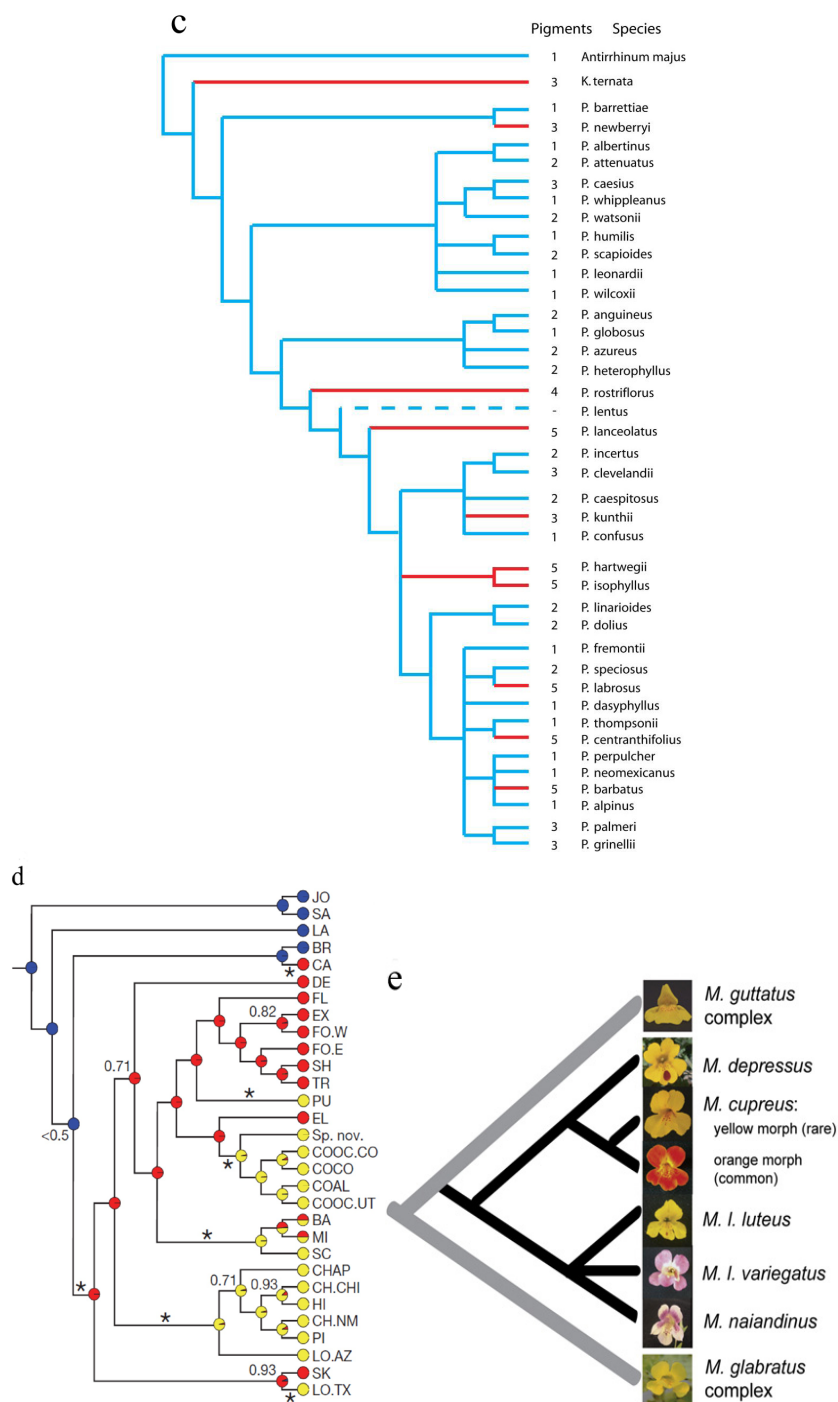 c
Pigments Species
1 Antirrhinum majus
3 K. ternata
1 P. barrettiae
3 P. newberryi
1 P. albertinus
2 P. attenuatus
3 P. caesius
1 P. whippleanus
2 P. watsonii
1 P. humilis
2 P. scapioides
1 P. leonardii
1 P. wilcoxii
2 P. anguineus
1 P. globosus
2 P. azureus
2 P. heterophyllus
4 P. rostriflorus
- P. lentus
5 P. lanceolatus
2 P. incertus
3 P. clevelandii
2 P. caespitosus
3 P. kunthii
1 P. confusus
5 P. hartwegii
5 P. isophyllus
2 P. linarioides
2 P. dolius
1 P. fremontii
2 P. speciosus
5 P. labrosus
1 P. dasyphyllus
1 P. thompsonii
5 P. centranthifolius
1 P. perpulcher
1 P. neomexicanus
5 P. barbatus
1 P. alpinus
3 P. palmeri
3 P. grinellii
d
JO
SA
LA
BR
* CA
DE
FL
0.82 EX
FO.W
FO.E
0.71 SH
TR
* PU
<0.5 EL
* Sp. nov.
COOC.CO
COCO
COAL
COOC.UT
BA
* MI
SC
CHAP
0.71 0.93 CH.CHI
* HI
* CH.NM
PI
LO.AZ
0.93 SK
* LO.TX
e
M. guttatus
complex
M. depressus
M. cupreus:
yellow morph (rare)
orange morph
(common)
M. l. luteus
M. l. variegatus
M. naiandinus
M. glabratus
complex